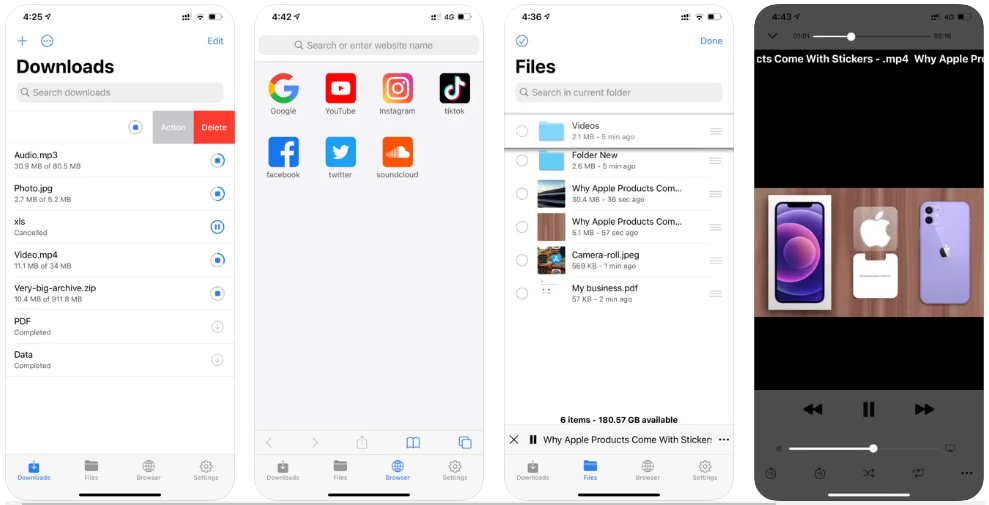 4:25
Edit
Downloads
Search downloads
Action
Delete
Audio.mp3
30.9 MB of 80.5 MB
Photo.jpg
2.7 MB of 5.2 MB
xls
Cancelled
Video.mp4
11.1 MB of 34 MB
Very-big-archive.zip
10.4 MB of 911.8 MB
PDF
Completed
Data
Completed
Downloads
Files
Browser
Settings
4:42
4G
Search or enter website name
Google
YouTube
Instagram
tiktok
facebook
twitter
soundcloud
Downloads
Files
Browser
Settings
4:36
Done
Files
Search in current folder
Videos
2.1 MB - 5 min ago
Folder New
2.6 MB - 5 min ago
Why Apple Products Com...
30.4 MB - 36 sec ago
Why Apple Products Com...
5.1 MB - 57 sec ago
Camera-roll.jpeg
569 KB - 1 min ago
My business.pdf
57 KB - 2 min ago
6 items - 180.57 GB available
Why Apple Products Come With Stickers
Downloads
Files
Browser
Settings
4:43
4G
01:01
02:16
cts Come With Stickers - .mp4 Why Apple Pro